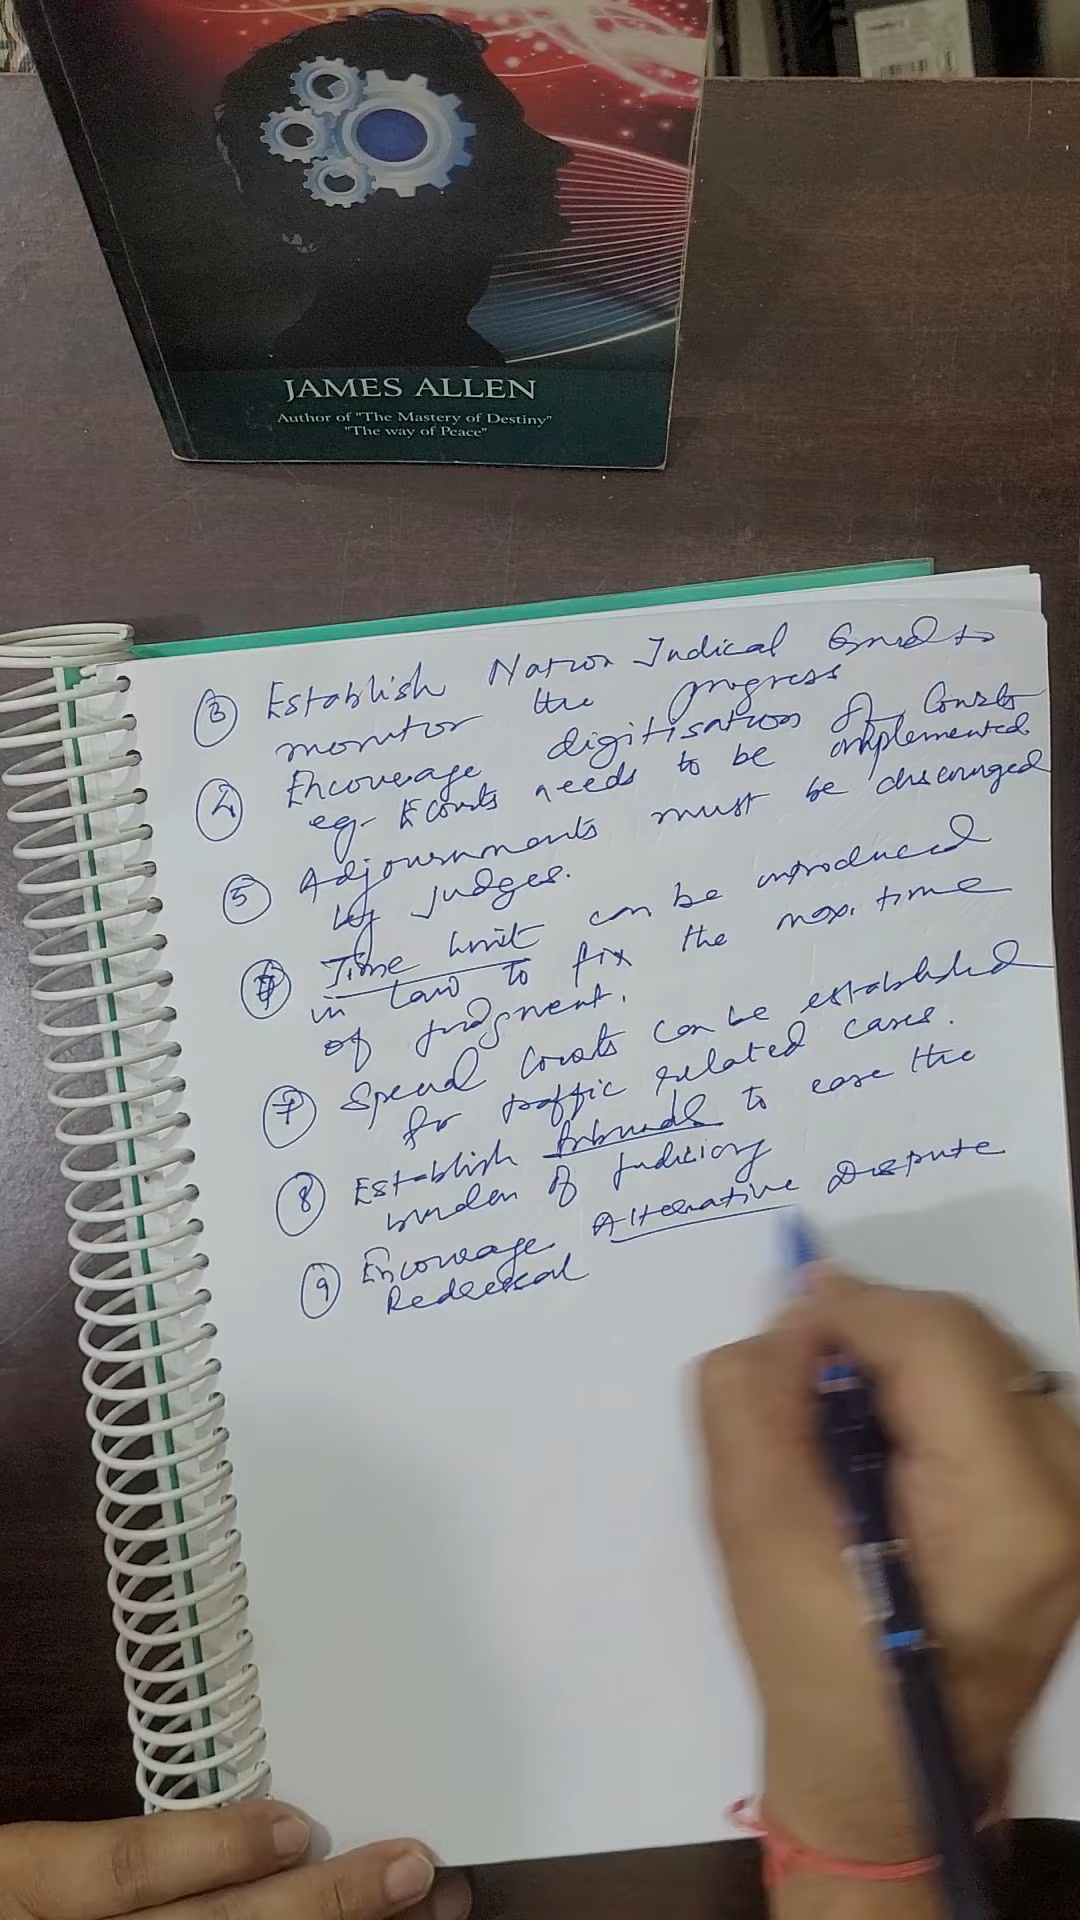 JAMES ALLEN
Author of "The Mastery of Destiny"
"The way of Peace"
③ Establish Nation Judical Grid to
monitor the progress
④ Encourage digitisation of Courts
eg- Ecourts needs to be implemented
⑤ Adjournments must be discouraged
by judges.
⑥ Time limit can be introduced
in law to fix the max. time
of judgment.
⑦ Special Courts can be established
for traffic related cases.
⑧ Establish tribunals to ease the
burden of judiciary
⑨ Encourage Alternative Dispute
Redressal